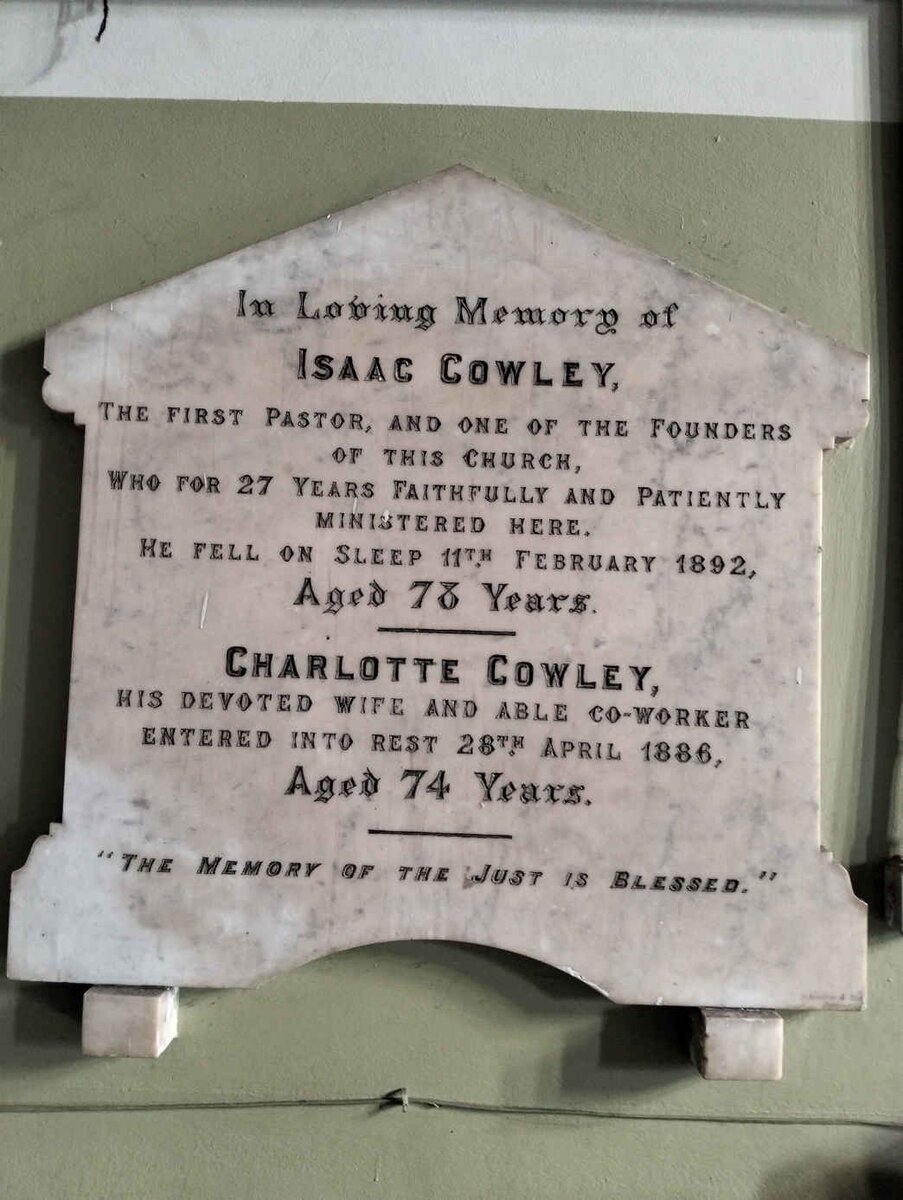 In Loving Memory of
ISAAC COWLEY,
THE FIRST PASTOR, AND ONE OF THE FOUNDERS
OF THIS CHURCH,
WHO FOR 27 YEARS FAITHFULLY AND PATIENTLY
MINISTERED HERE.
HE FELL ON SLEEP 11TH FEBRUARY 1892,
Aged 78 Years.
CHARLOTTE COWLEY,
HIS DEVOTED WIFE AND ABLE CO-WORKER
ENTERED INTO REST 28TH APRIL 1886,
Aged 74 Years.
"THE MEMORY OF THE JUST IS BLESSED."